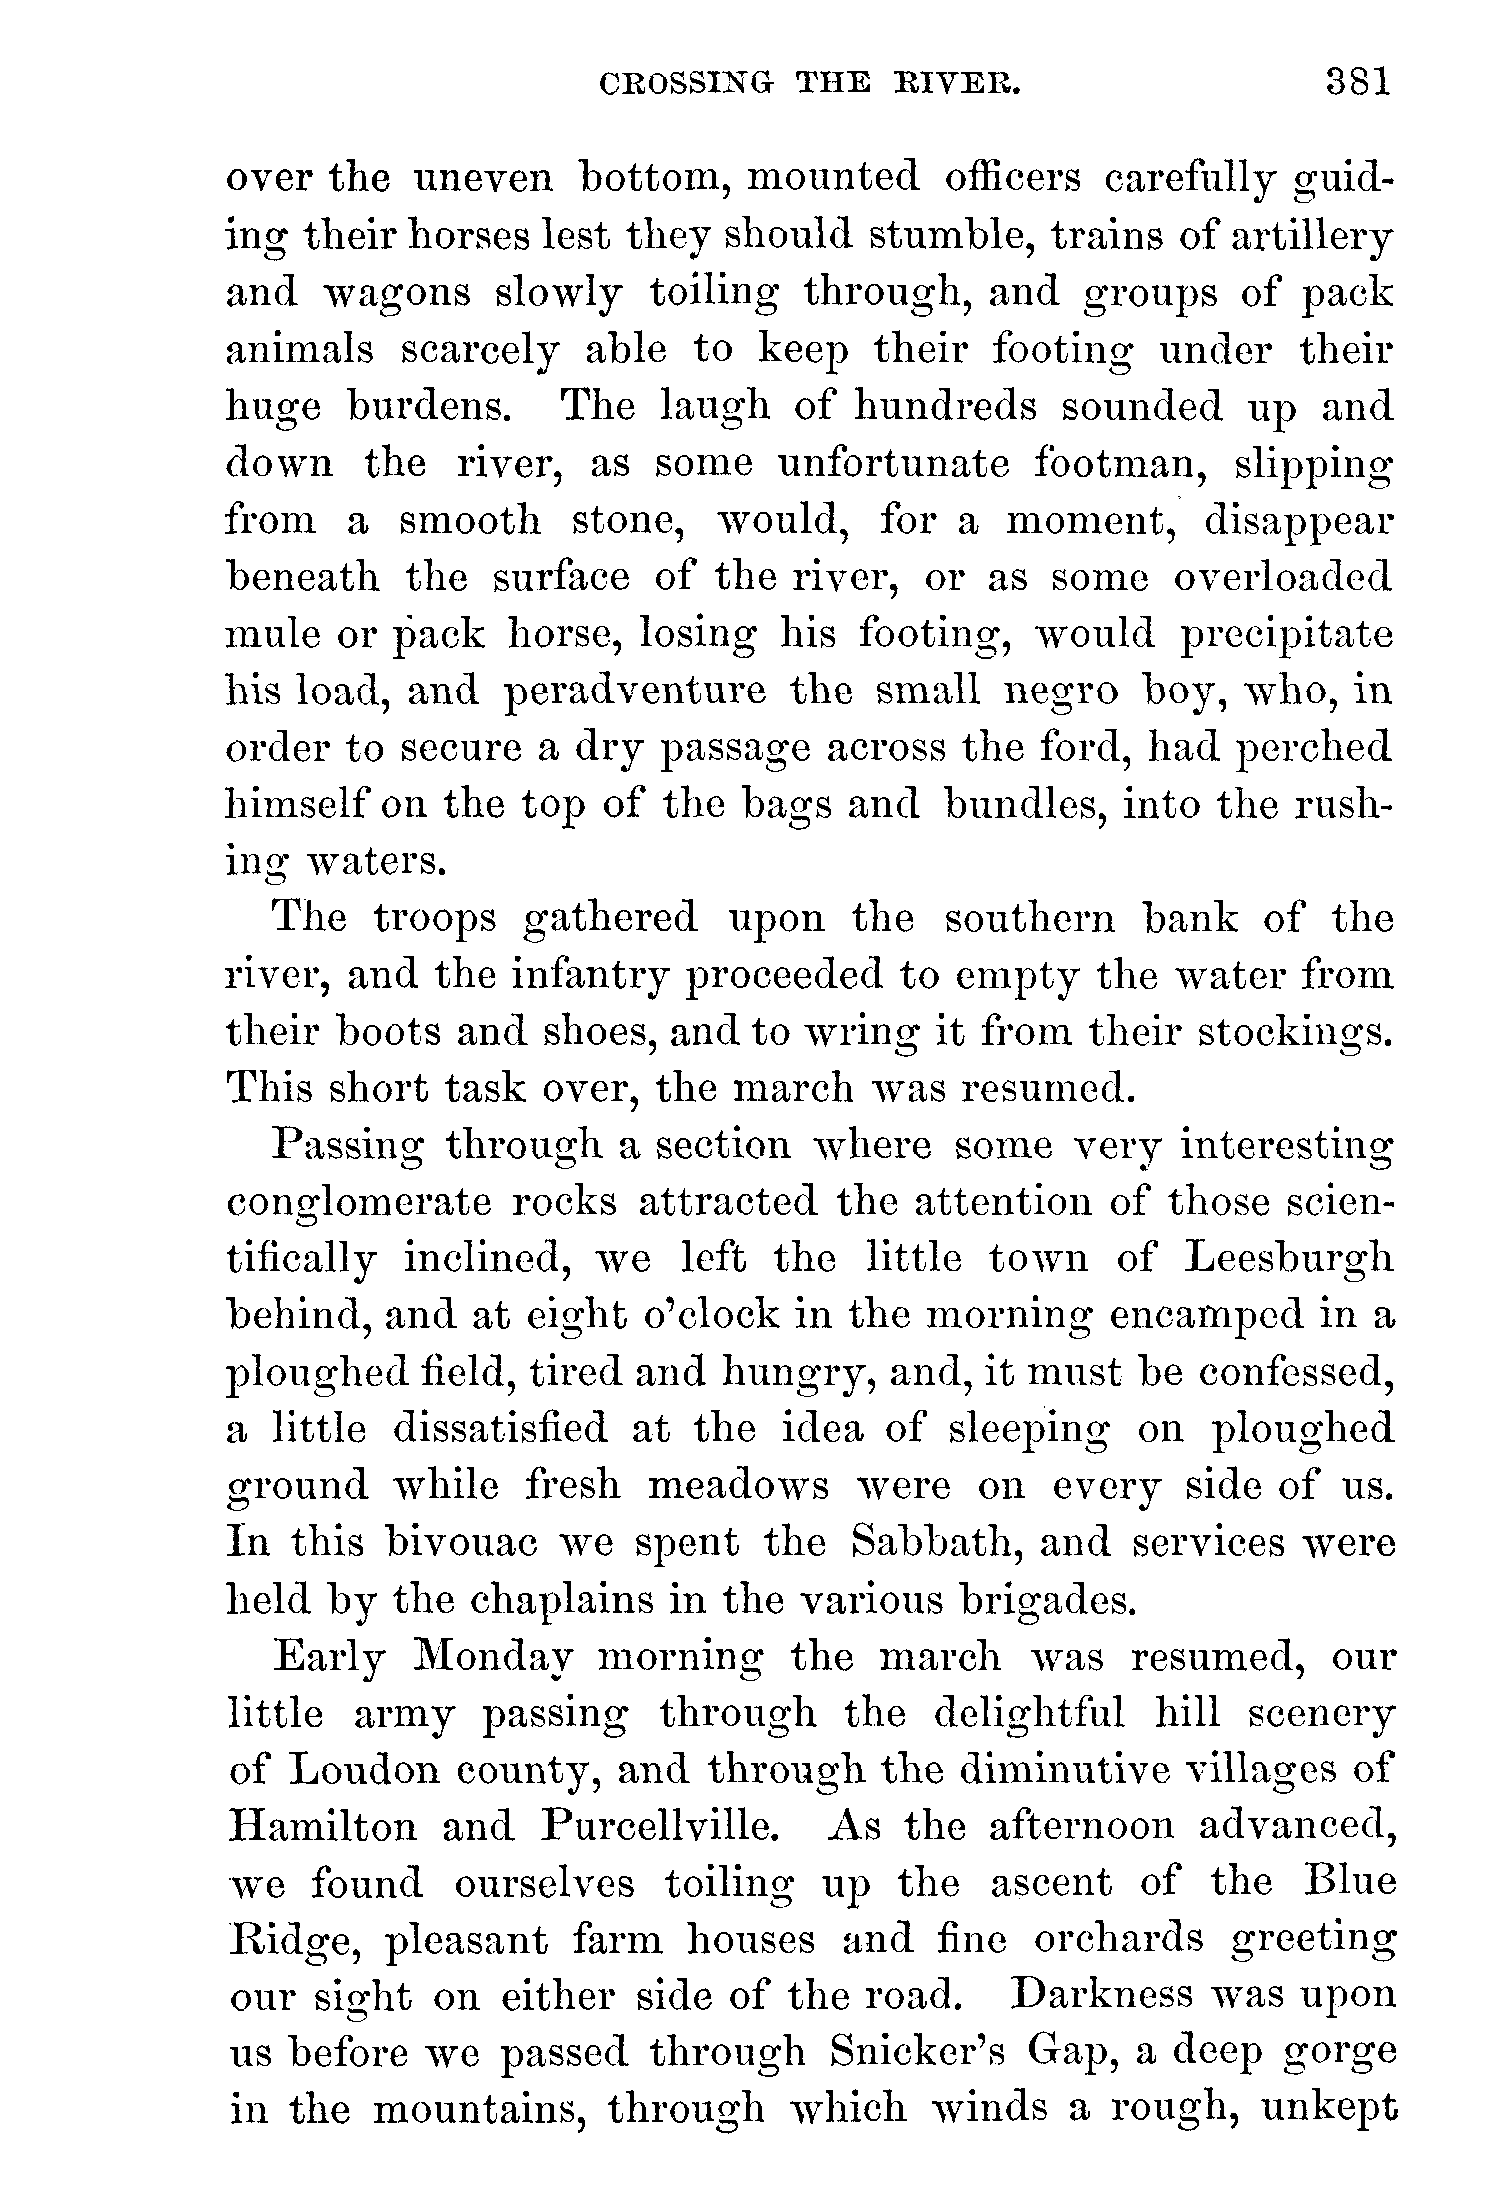 CROSSING THE RIVER. 381
over the uneven bottom, mounted officers carefully guid-
ing their horses lest they should stumble, trains of artillery
and wagons slowly toiling through, and groups of pack
animals scarcely able to keep their footing under their
huge burdens. The laugh of hundreds sounded up and
down the river, as some unfortunate footman, slipping
from a smooth stone, would, for a moment, disappear
beneath the surface of the river, or as some overloaded
mule or pack horse, losing his footing, would precipitate
his load, and peradventure the small negro boy, who, in
order to secure a dry passage across the ford, had perched
himself on the top of the bags and bundles, into the rush-
ing waters.
The troops gathered upon the southern bank of the
river, and the infantry proceeded to empty the water from
their boots and shoes, and to wring it from their stockings.
This short task over, the march was resumed.
Passing through a section where some very interesting
conglomerate rocks attracted the attention of those scien-
tifically inclined, we left the little town of Leesburgh
behind, and at eight o'clock in the morning encamped in a
ploughed field, tired and hungry, and, it must be confessed,
a little dissatisfied at the idea of sleeping on ploughed
ground while fresh meadows were on every side of us.
In this bivouac we spent the Sabbath, and services were
held by the chaplains in the various brigades.
Early Monday morning the march was resumed, our
little army passing through the delightful hill scenery
of Loudon county, and through the diminutive villages of
Hamilton and Purcellville. As the afternoon advanced,
we found ourselves toiling up the ascent of the Blue
Ridge, pleasant farm houses and fine orchards greeting
our sight on either side of the road. Darkness was upon
us before we passed through Snicker's Gap, a deep gorge
in the mountains, through which winds a rough, unkept